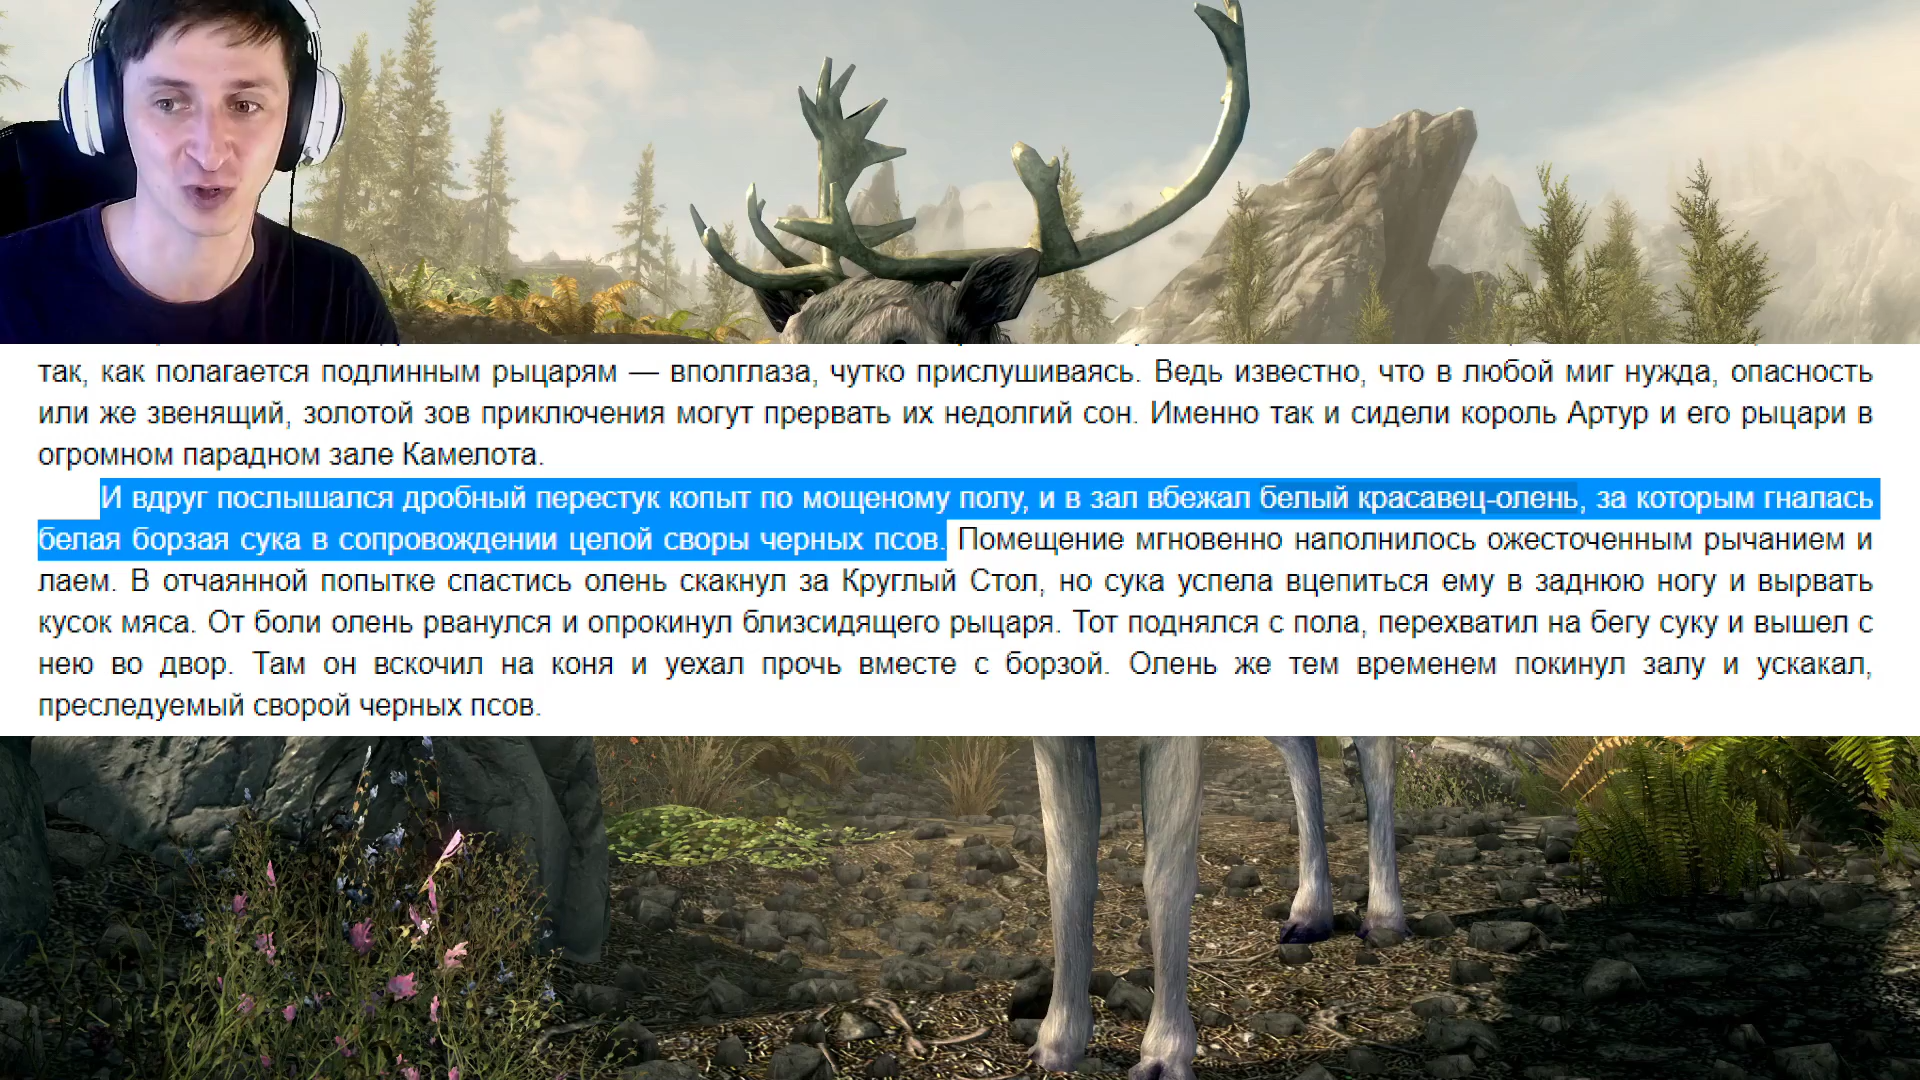 так, как полагается подлинным рыцарям — вполглаза, чутко прислушиваясь. Ведь известно, что в любой миг нужда, опасность
или же звенящий, золотой зов приключения могут прервать их недолгий сон. Именно так и сидели король Артур и его рыцари в
огромном парадном зале Камелота.
И вдруг послышался дробный перестук копыт по мощеному полу, и в зал вбежал белый красавец-олень, за которым гналась
белая борзая сука в сопровождении целой своры черных псов. Помещение мгновенно наполнилось ожесточенным рычанием и
лаем. В отчаянной попытке спастись олень скакнул за Круглый Стол, но сука успела вцепиться ему в заднюю ногу и вырвать
кусок мяса. От боли олень рванулся и опрокинул близсидящего рыцаря. Тот поднялся с пола, перехватил на бегу суку и вышел с
нею во двор. Там он вскочил на коня и уехал прочь вместе с борзой. Олень же тем временем покинул залу и ускакал,
преследуемый сворой черных псов.